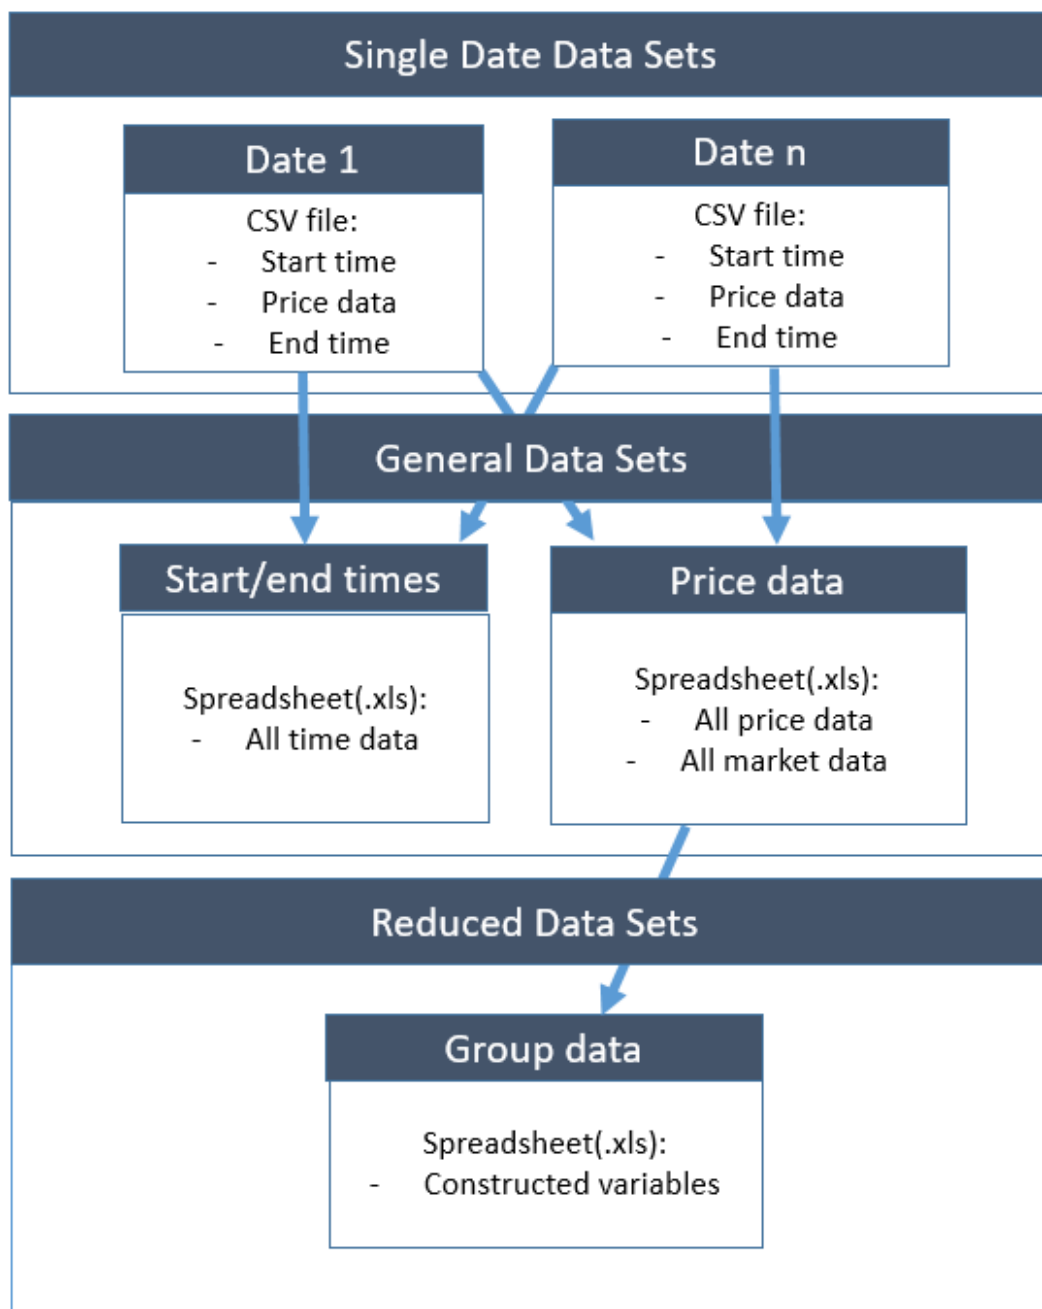 Single Date Data Sets
Date 1
CSV file:
- Start time
- Price data
- End time
Date n
CSV file:
- Start time
- Price data
- End time
General Data Sets
Start/end times
Spreadsheet(.xls):
- All time data
Price data
Spreadsheet(.xls):
- All price data
- All market data
Reduced Data Sets
Group data
Spreadsheet(.xls):
- Constructed variables